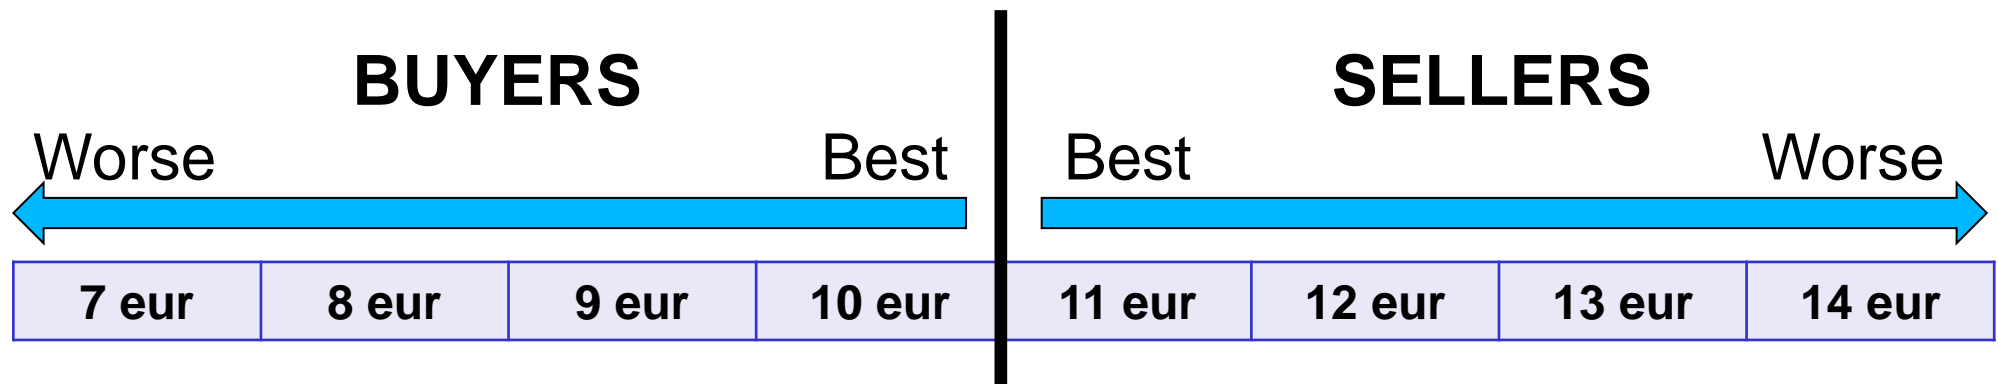 BUYERS SELLERS
Worse Best Best Worse
7 eur 8 eur 9 eur 10 eur 11 eur 12 eur 13 eur 14 eur